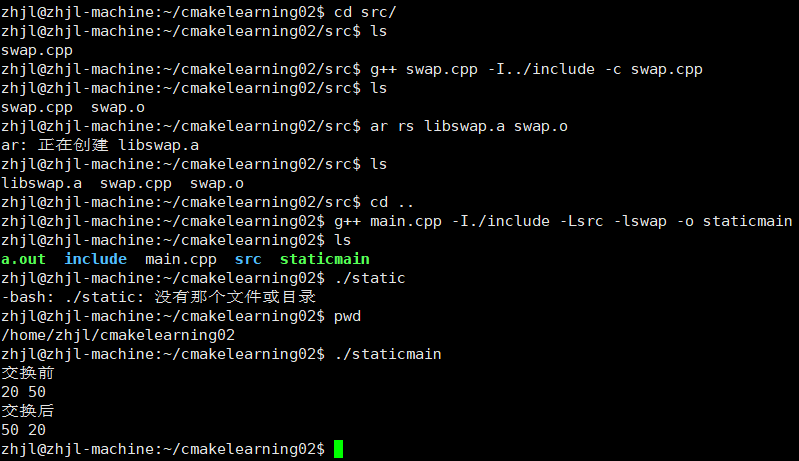 zhjl@zhjl-machine:~/cmakelearning02$ cd src/
zhjl@zhjl-machine:~/cmakelearning02/src$ ls
swap.cpp
zhjl@zhjl-machine:~/cmakelearning02/src$ g++ swap.cpp -I../include -c swap.cpp
zhjl@zhjl-machine:~/cmakelearning02/src$ ls
swap.cpp  swap.o
zhjl@zhjl-machine:~/cmakelearning02/src$ ar rs libswap.a swap.o
ar: 正在创建 libswap.a
zhjl@zhjl-machine:~/cmakelearning02/src$ ls
libswap.a  swap.cpp  swap.o
zhjl@zhjl-machine:~/cmakelearning02/src$ cd ..
zhjl@zhjl-machine:~/cmakelearning02$ g++ main.cpp -I./include -Lsrc -lswap -o staticmain
zhjl@zhjl-machine:~/cmakelearning02$ ls
a.out  include  main.cpp  src  staticmain
zhjl@zhjl-machine:~/cmakelearning02$ ./static
-bash: ./static: 没有那个文件或目录
zhjl@zhjl-machine:~/cmakelearning02$ pwd
/home/zhjl/cmakelearning02
zhjl@zhjl-machine:~/cmakelearning02$ ./staticmain
交换前
20 50
交换后
50 20
zhjl@zhjl-machine:~/cmakelearning02$